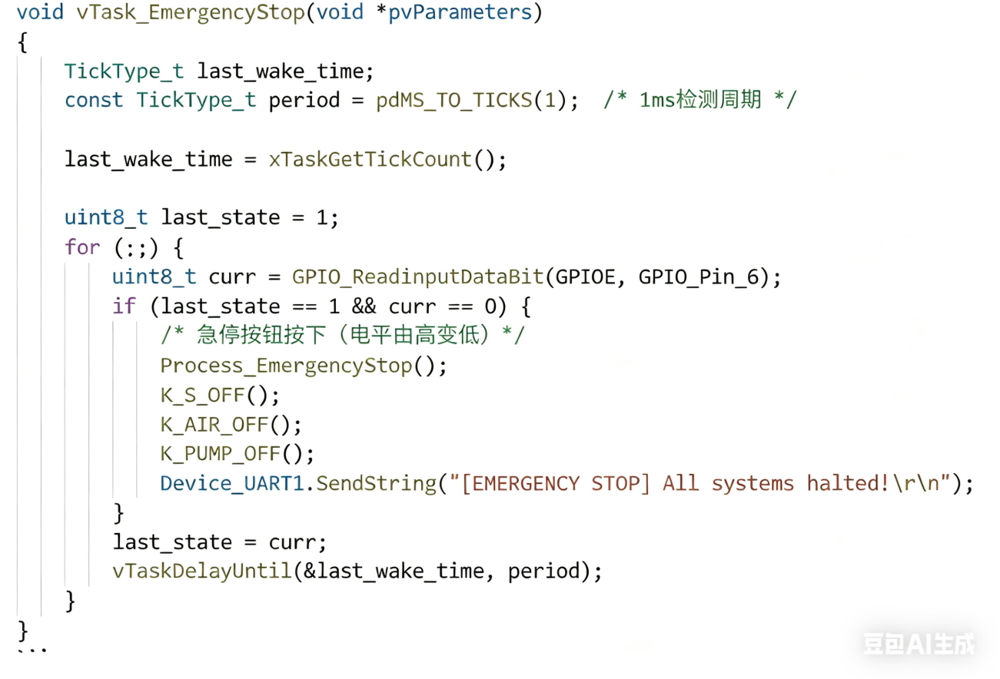 void vTask_EmergencyStop(void *pvParameters)
{
    TickType_t last_wake_time;
    const TickType_t period = pdMS_TO_TICKS(1);  /* 1ms检测周期 */

    last_wake_time = xTaskGetTickCount();

    uint8_t last_state = 1;
    for (:;) {
        uint8_t curr = GPIO_ReadinputDataBit(GPIOE, GPIO_Pin_6);
        if (last_state == 1 && curr == 0) {
            /* 急停按钮按下（电平由高变低）*/
            Process_EmergencyStop();
            K_S_OFF();
            K_AIR_OFF();
            K_PUMP_OFF();
            Device_UART1.SendString("[EMERGENCY STOP] All systems halted!\r\n");
        }
        last_state = curr;
        vTaskDelayUntil(&last_wake_time, period);
    }
}
```
豆包AI生成